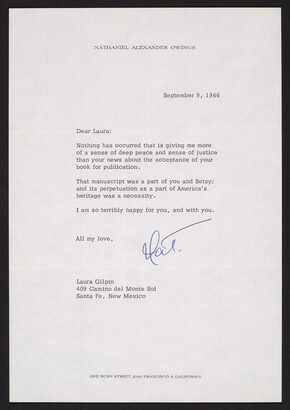 NATHANIEL ALEXANDER OWINGS
September 9, 1966
Dear Laura:
Nothing has occurred that is giving me more
of a sense of deep peace and sense of justice
than your news about the acceptance of your
book for publication.
That manuscript was a part of you and Betsy;
and its perpetuation as a part of America's
heritage was a necessity.
I am so terribly happy for you, and with you.
All my love,
Nat.
Laura Gilpin
409 Camino del Monte Sol
Santa Fe, New Mexico
ONE BUSH STREET, SAN FRANCISCO 4, CALIFORNIA